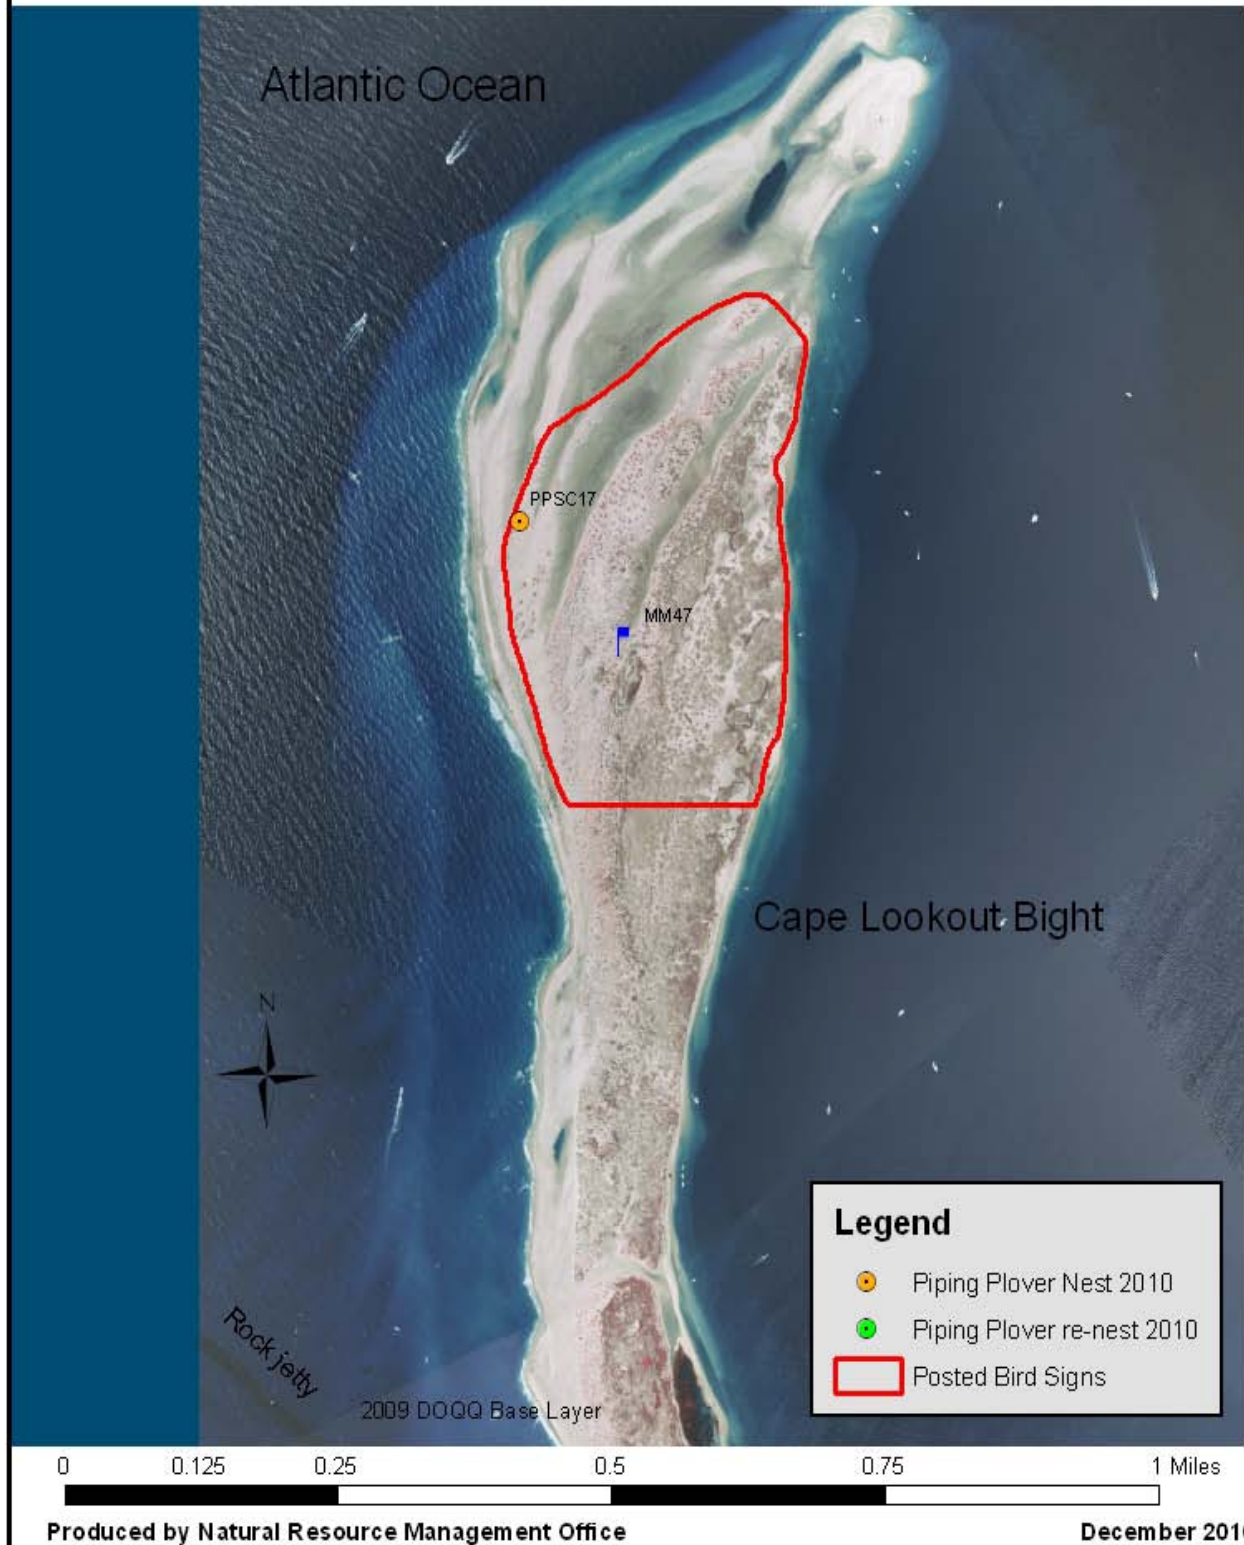 Atlantic Ocean
PPSC17
MM47
Cape Lookout Bight
N
Rock jetty
2009 DOQQ Base Layer
Legend
Piping Plover Nest 2010
Piping Plover re-nest 2010
Posted Bird Signs
0 0.125 0.25 0.5 0.75 1 Miles
Produced by Natural Resource Management Office December 2010